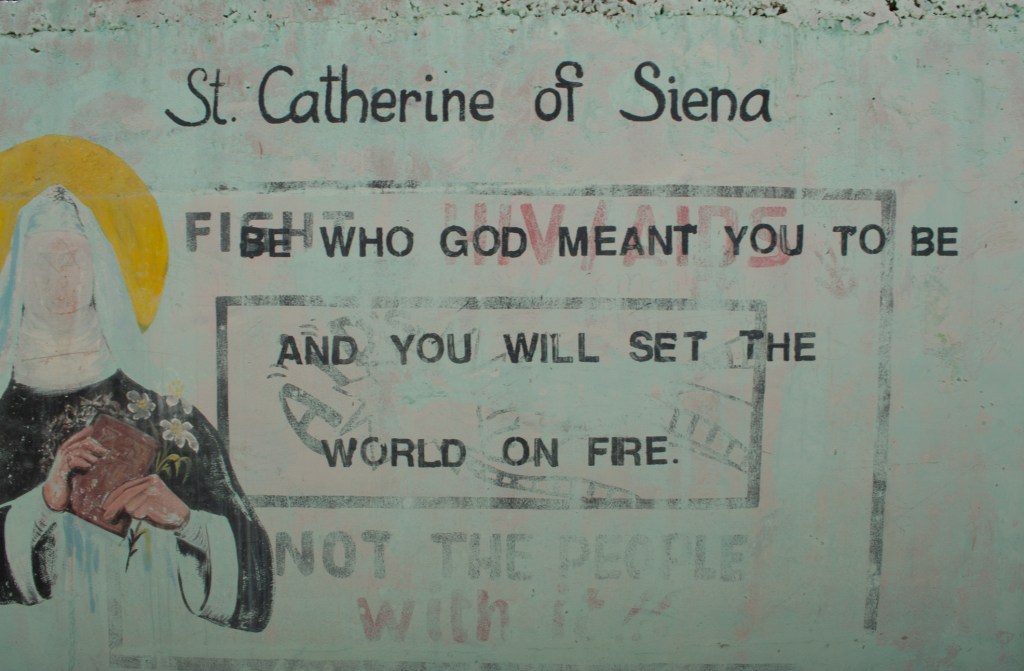 St. Catherine of Siena
FIGHT HIV/AIDS
BE WHO GOD MEANT YOU TO BE
AND YOU WILL SET THE
WORLD ON FIRE.
NOT THE PEOPLE
with it